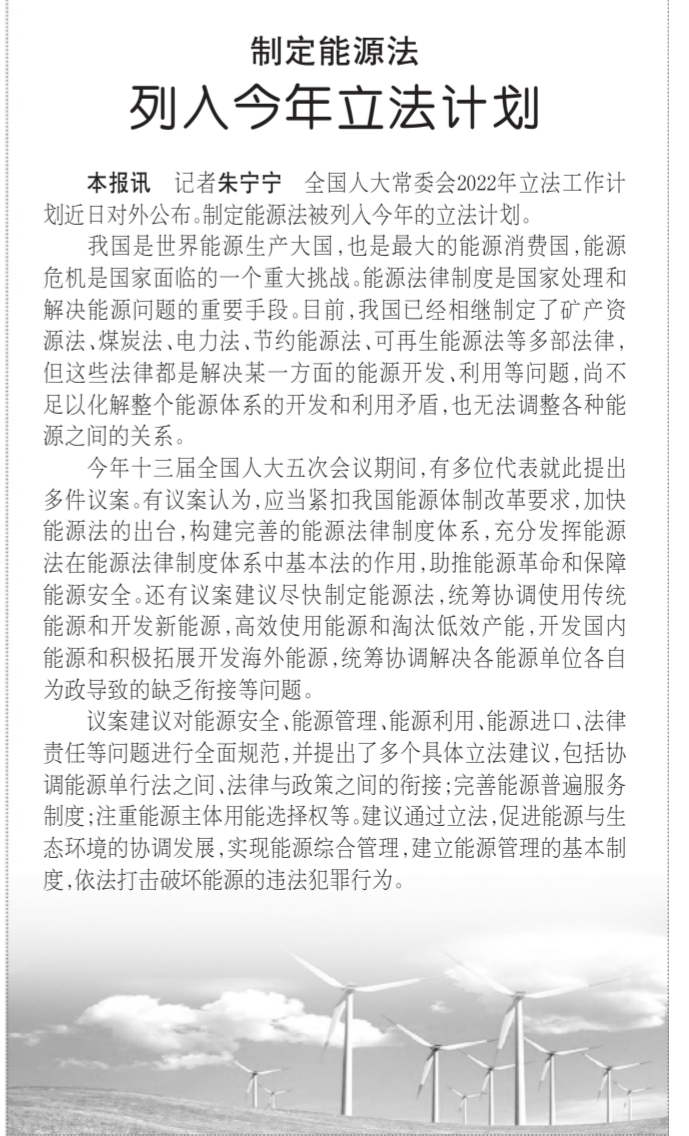 制定能源法
列入今年立法计划
本报讯 记者朱宁宁 全国人大常委会2022年立法工作计
划近日对外公布。制定能源法被列入今年的立法计划。
我国是世界能源生产大国,也是最大的能源消费国,能源
危机是国家面临的一个重大挑战。能源法律制度是国家处理和
解决能源问题的重要手段。目前,我国已经相继制定了矿产资
源法、煤炭法、电力法、节约能源法、可再生能源法等多部法律,
但这些法律都是解决某一方面的能源开发、利用等问题,尚不
足以化解整个能源体系的开发和利用矛盾,也无法调整各种能
源之间的关系。
今年十三届全国人大五次会议期间,有多位代表就此提出
多件议案。有议案认为,应当紧扣我国能源体制改革要求,加快
能源法的出台,构建完善的能源法律制度体系,充分发挥能源
法在能源法律制度体系中基本法的作用,助推能源革命和保障
能源安全。还有议案建议尽快制定能源法,统筹协调使用传统
能源和开发新能源,高效使用能源和淘汰低效产能,开发国内
能源和积极拓展开发海外能源,统筹协调解决各能源单位各自
为政导致的缺乏衔接等问题。
议案建议对能源安全、能源管理、能源利用、能源进口、法律
责任等问题进行全面规范,并提出了多个具体立法建议,包括协
调能源单行法之间、法律与政策之间的衔接;完善能源普遍服务
制度;注重能源主体用能选择权等。建议通过立法,促进能源与生
态环境的协调发展,实现能源综合管理,建立能源管理的基本制
度,依法打击破坏能源的违法犯罪行为。